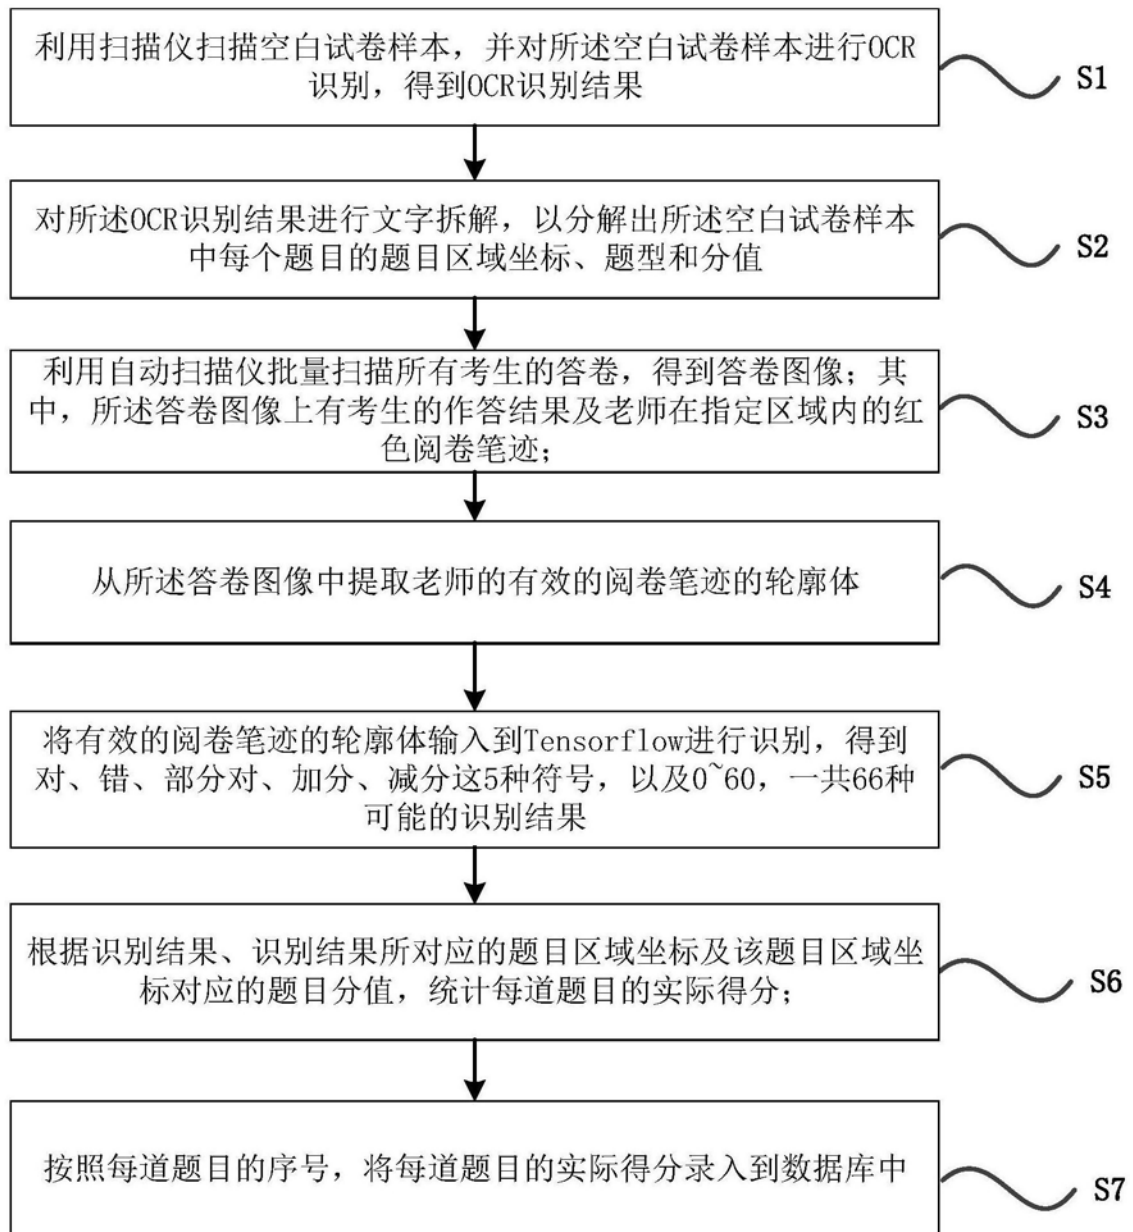 利用扫描仪扫描空白试卷样本，并对所述空白试卷样本进行OCR
识别，得到OCR识别结果
S1
对所述OCR识别结果进行文字拆解，以分解出所述空白试卷样本
中每个题目的题目区域坐标、题型和分值
S2
利用自动扫描仪批量扫描所有考生的答卷，得到答卷图像；其
中，所述答卷图像上有考生的作答结果及老师在指定区域内的红
色阅卷笔迹；
S3
从所述答卷图像中提取老师的有效的阅卷笔迹的轮廓体
S4
将有效的阅卷笔迹的轮廓体输入到Tensorflow进行识别，得到
对、错、部分对、加分、减分这5种符号，以及0~60，一共66种
可能的识别结果
S5
根据识别结果、识别结果所对应的题目区域坐标及该题目区域坐
标对应的题目分值，统计每道题目的实际得分；
S6
按照每道题目的序号，将每道题目的实际得分录入到数据库中
S7